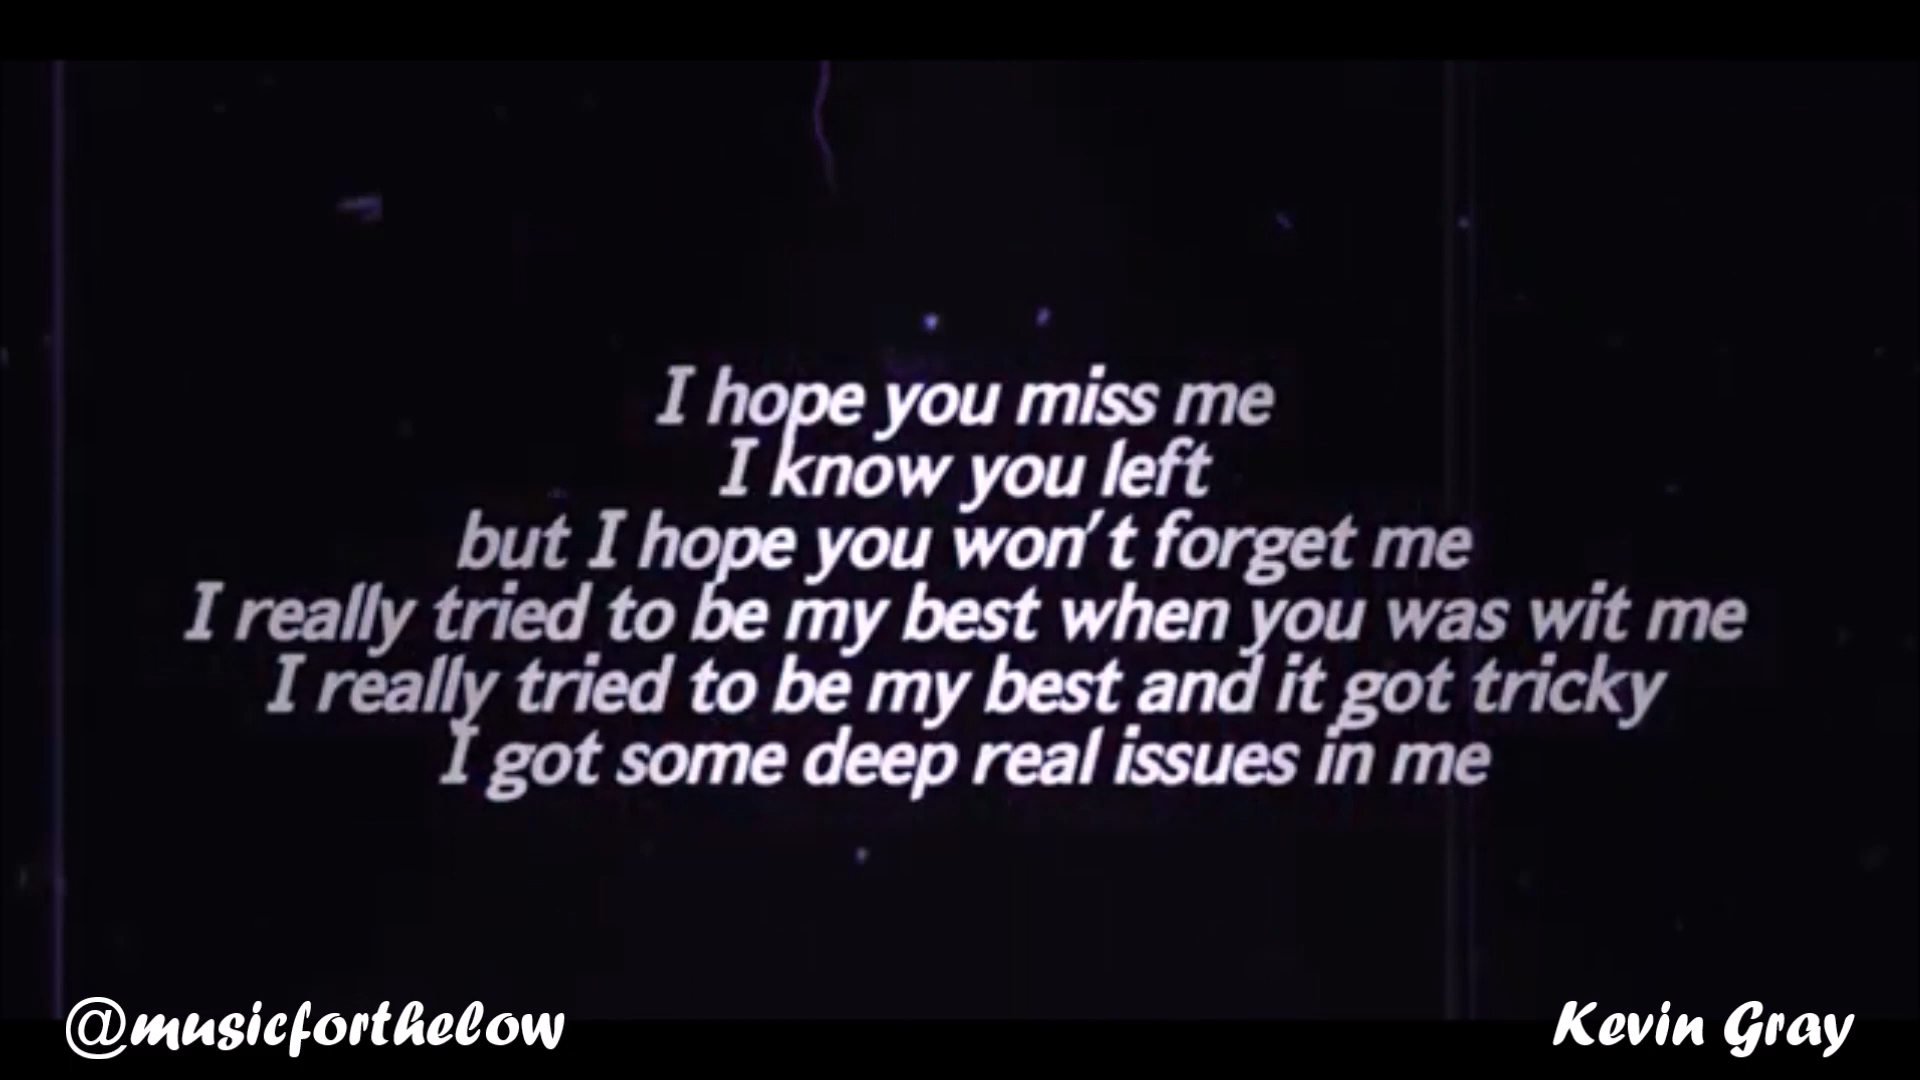 I hope you miss me
I know you left
but I hope you won't forget me
I really tried to be my best when you was wit me
I really tried to be my best and it got tricky
I got some deep real issues in me
@musicforthelow
Kevin Gray